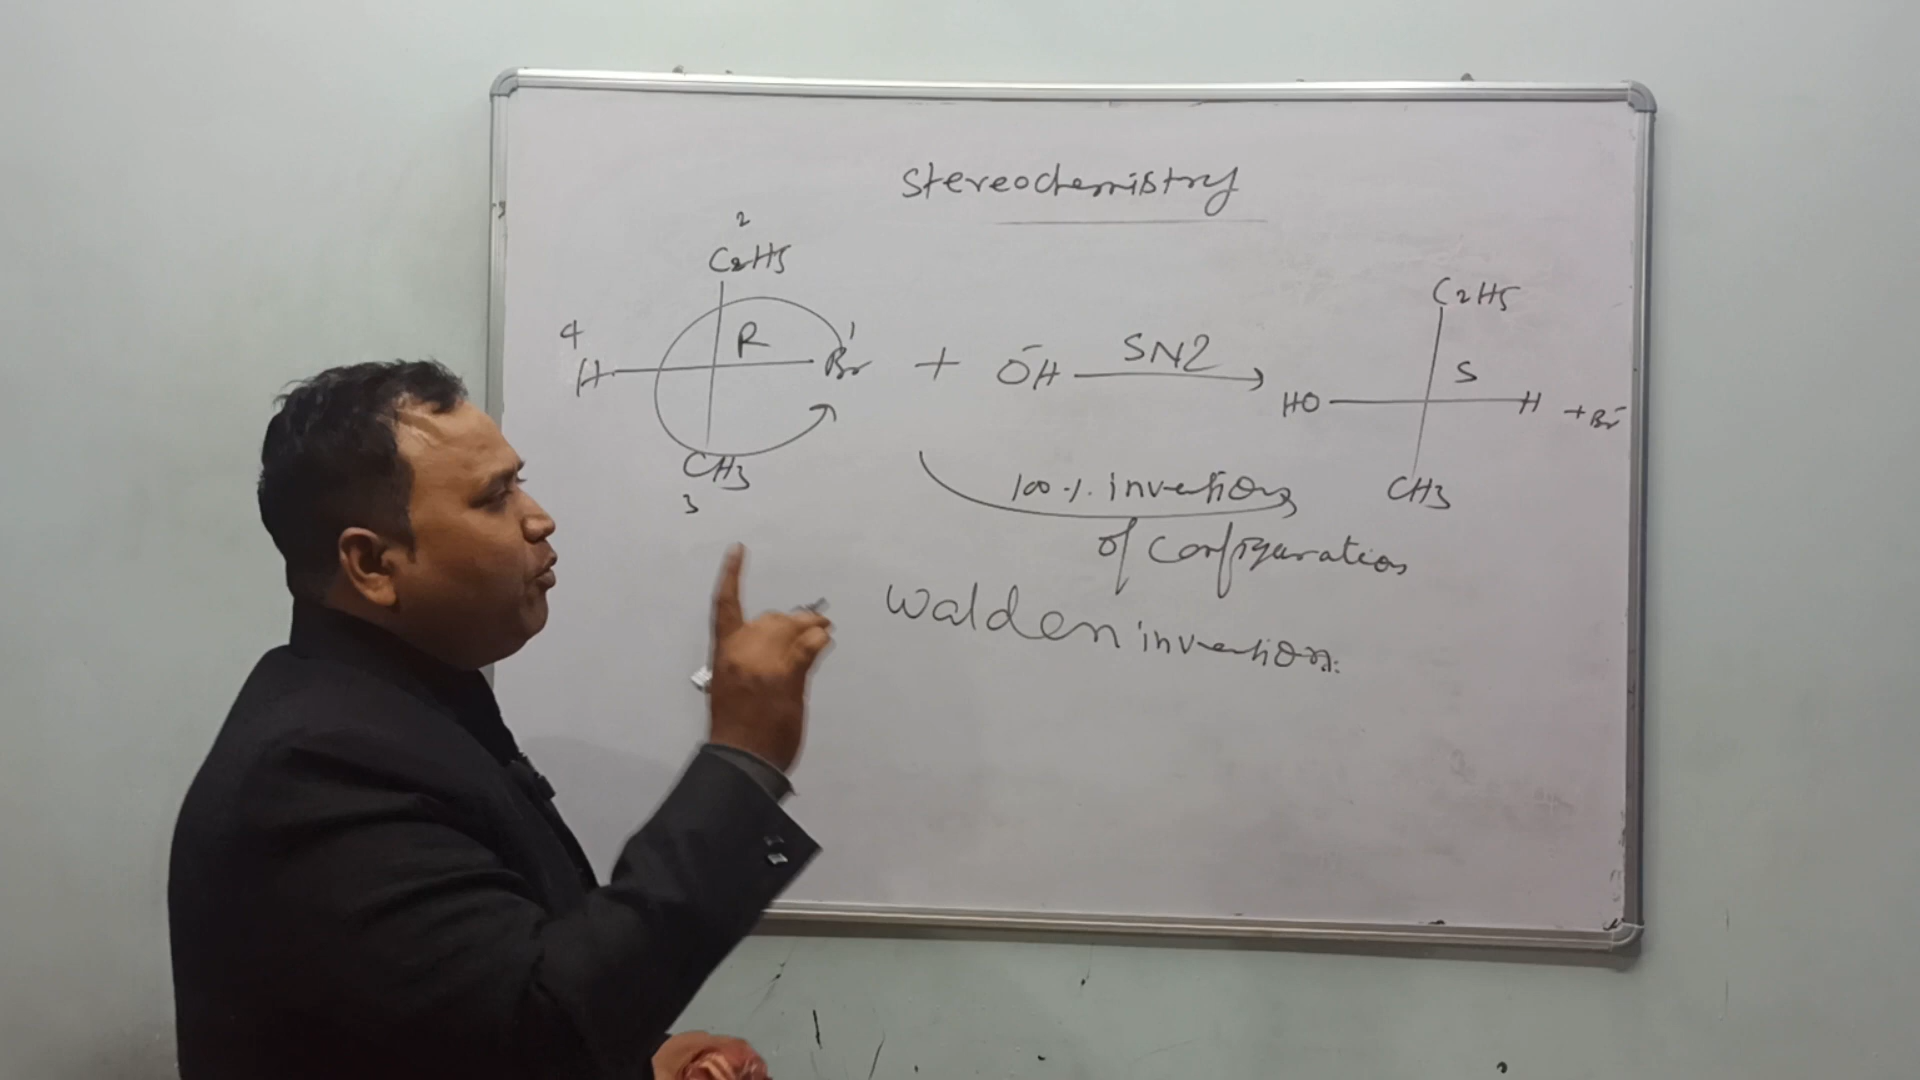 Stereochemistry
2
C2H5
4
R
1
H
Br
+ ŌH
SN2
CH3
3
C2H5
S
HO
H
+ Br-
CH3
100 % inversion
of configuration
Walden inversion.